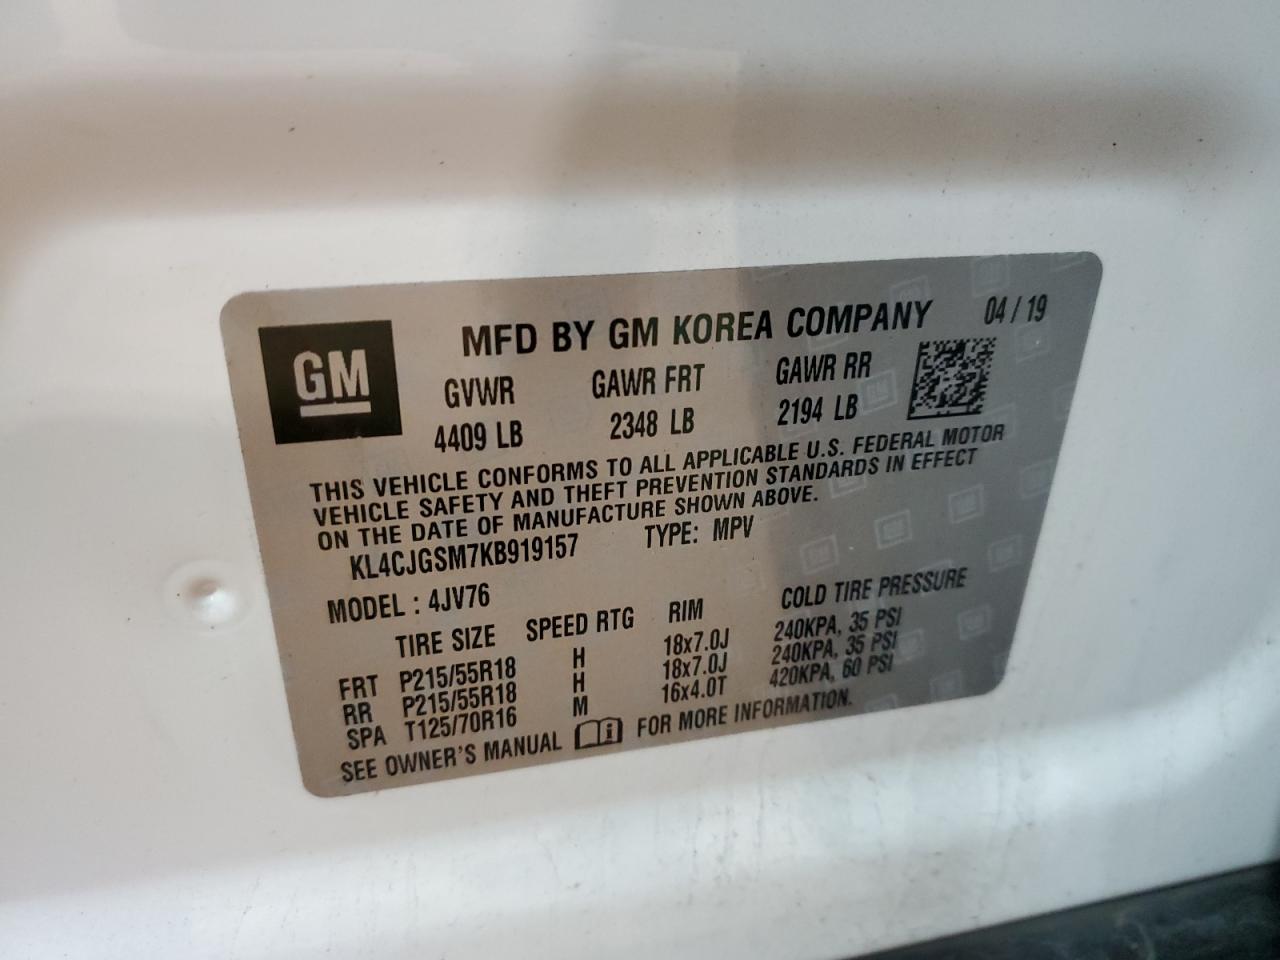 GM
MFD BY GM KOREA COMPANY 04 / 19
GVWR GAWR FRT GAWR RR
4409 LB 2348 LB 2194 LB
THIS VEHICLE CONFORMS TO ALL APPLICABLE U.S. FEDERAL MOTOR
VEHICLE SAFETY AND THEFT PREVENTION STANDARDS IN EFFECT
ON THE DATE OF MANUFACTURE SHOWN ABOVE.
KL4CJGSM7KB919157 TYPE: MPV
MODEL : 4JV76
TIRE SIZE SPEED RTG RIM COLD TIRE PRESSURE
FRT P215/55R18 H 18x7.0J 240KPA, 35 PSI
RR P215/55R18 H 18x7.0J 240KPA, 35 PSI
SPA T125/70R16 M 16x4.0T 420KPA, 60 PSI
SEE OWNER'S MANUAL i FOR MORE INFORMATION.